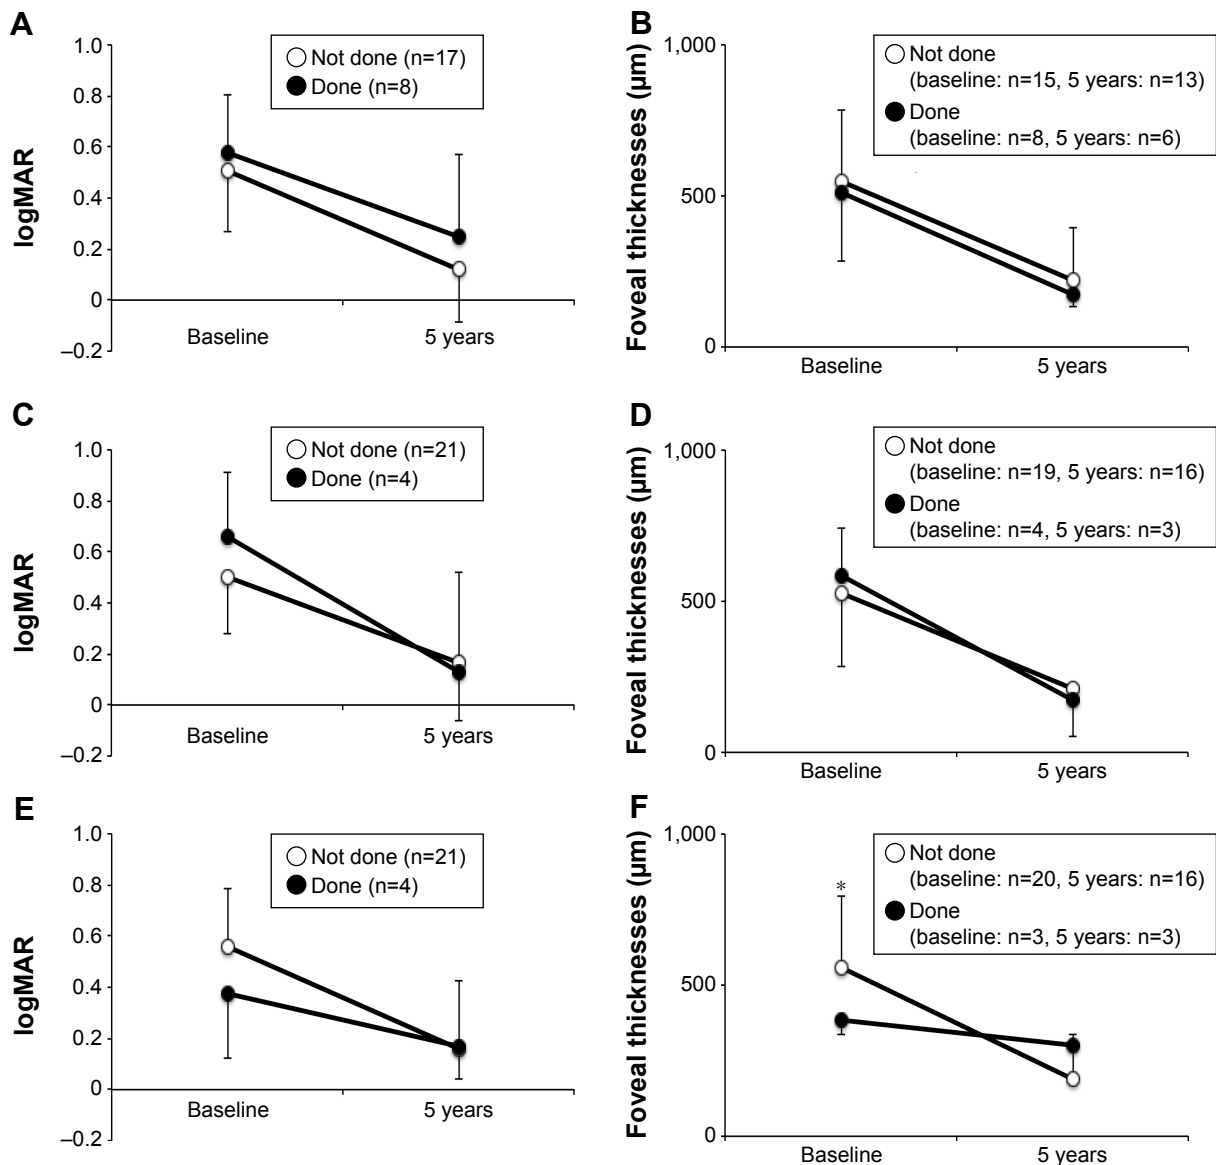 A
1.0
0.8
0.6
0.4
0.2
0
–0.2
logMAR
Not done (n=17)
Done (n=8)
Baseline
5 years
B
1,000
500
0
Foveal thicknesses (µm)
Not done
(baseline: n=15, 5 years: n=13)
Done
(baseline: n=8, 5 years: n=6)
Baseline
5 years
C
1.0
0.8
0.6
0.4
0.2
0
–0.2
logMAR
Not done (n=21)
Done (n=4)
Baseline
5 years
D
1,000
500
0
Foveal thicknesses (µm)
Not done
(baseline: n=19, 5 years: n=16)
Done
(baseline: n=4, 5 years: n=3)
Baseline
5 years
E
1.0
0.8
0.6
0.4
0.2
0
–0.2
logMAR
Not done (n=21)
Done (n=4)
Baseline
5 years
F
1,000
500
0
Foveal thicknesses (µm)
*
Not done
(baseline: n=20, 5 years: n=16)
Done
(baseline: n=3, 5 years: n=3)
Baseline
5 years